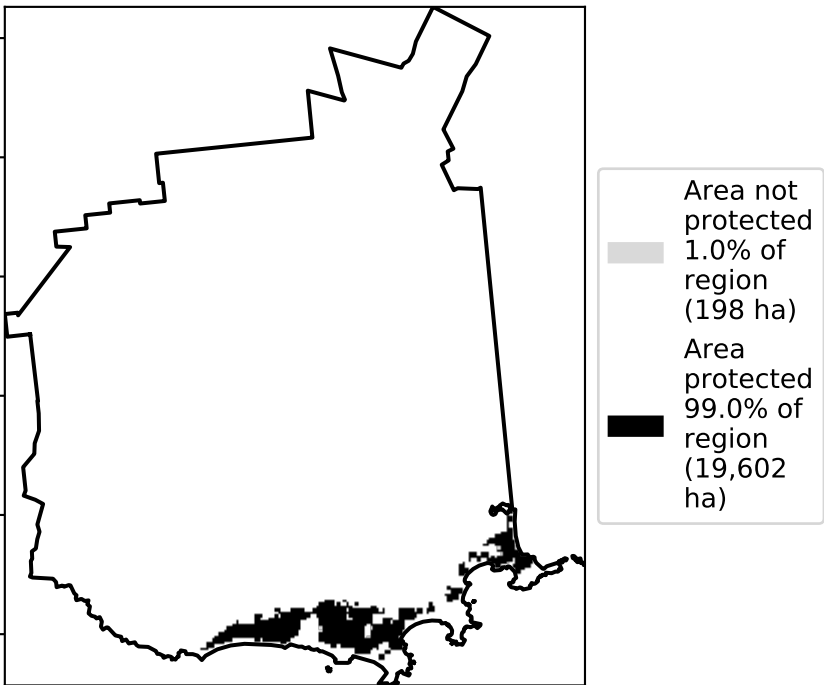 Area not
protected
1.0% of
region
(198 ha)
Area
protected
99.0% of
region
(19,602
ha)